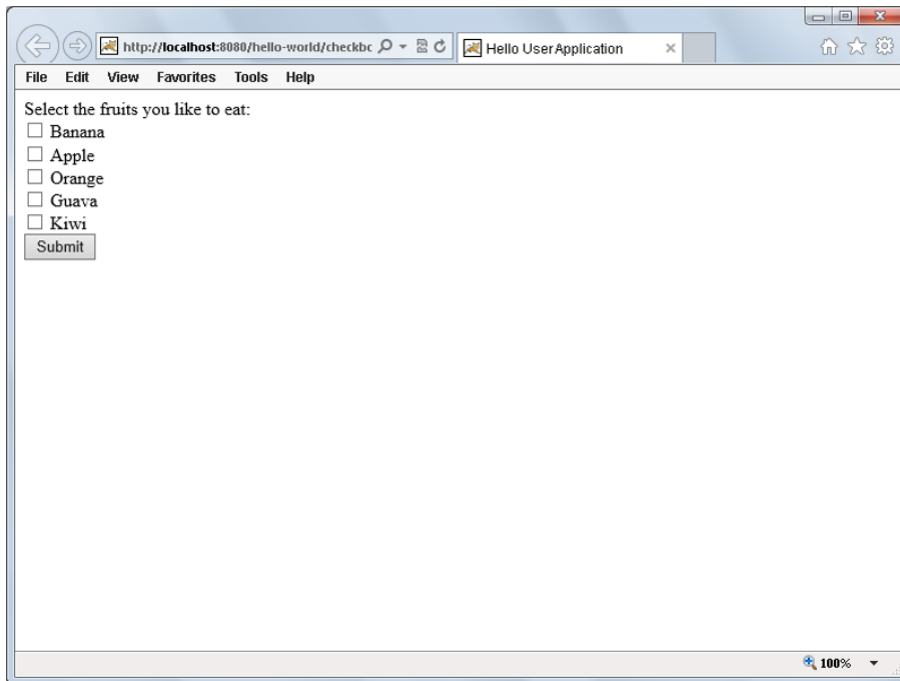 http://localhost:8080/hello-world/checkbc
Hello User Application
File Edit View Favorites Tools Help
Select the fruits you like to eat:
Banana
Apple
Orange
Guava
Kiwi
Submit
100%